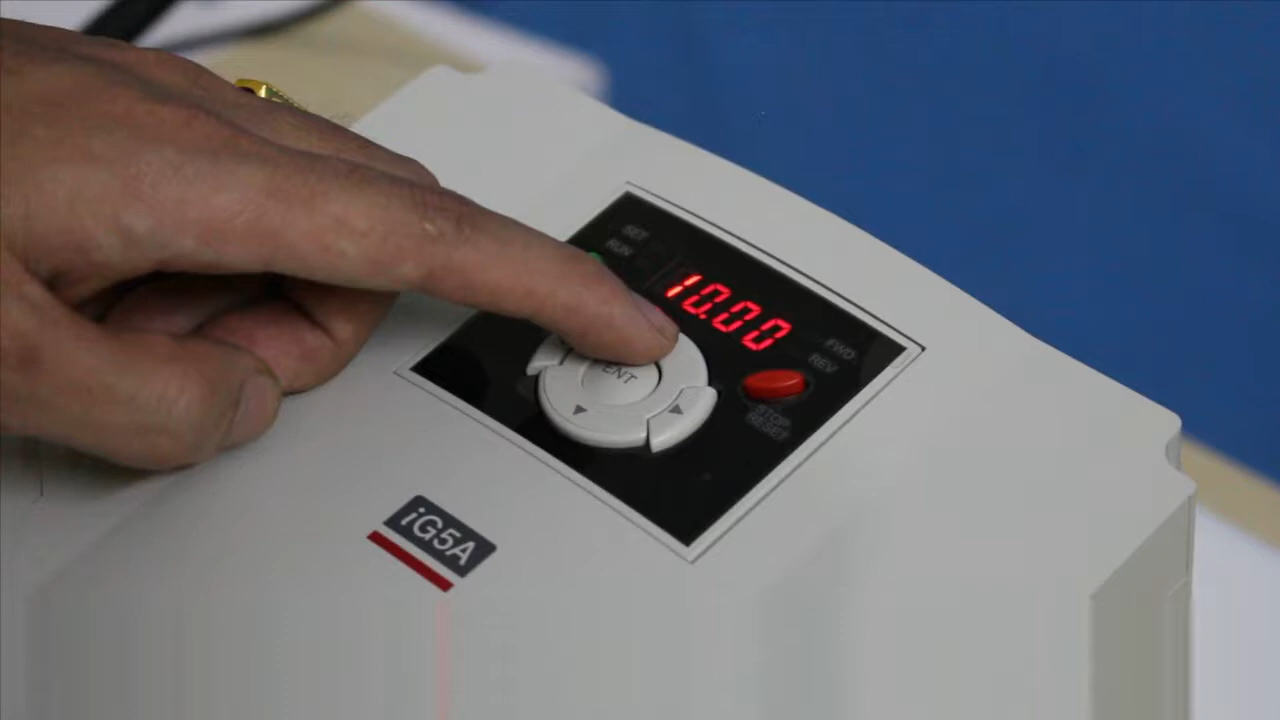 SET
RUN
10.00
FWD
REV
ENT
STOP
RESET
iG5A